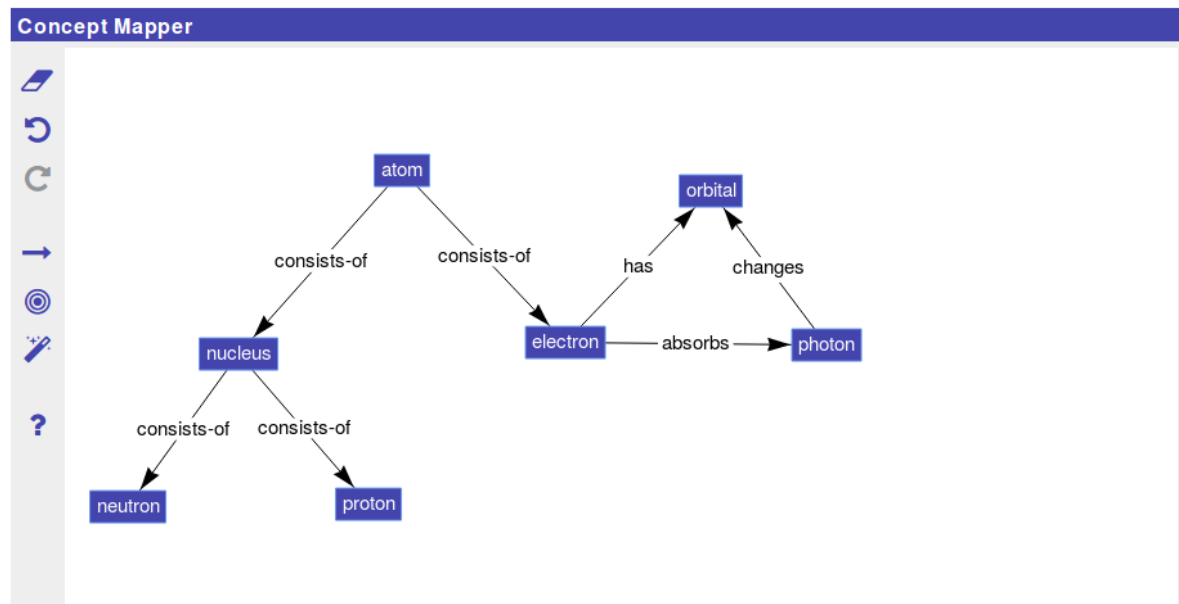 Concept Mapper
atom
orbital
consists-of
consists-of
has
changes
nucleus
electron
absorbs
photon
consists-of
consists-of
neutron
proton
?